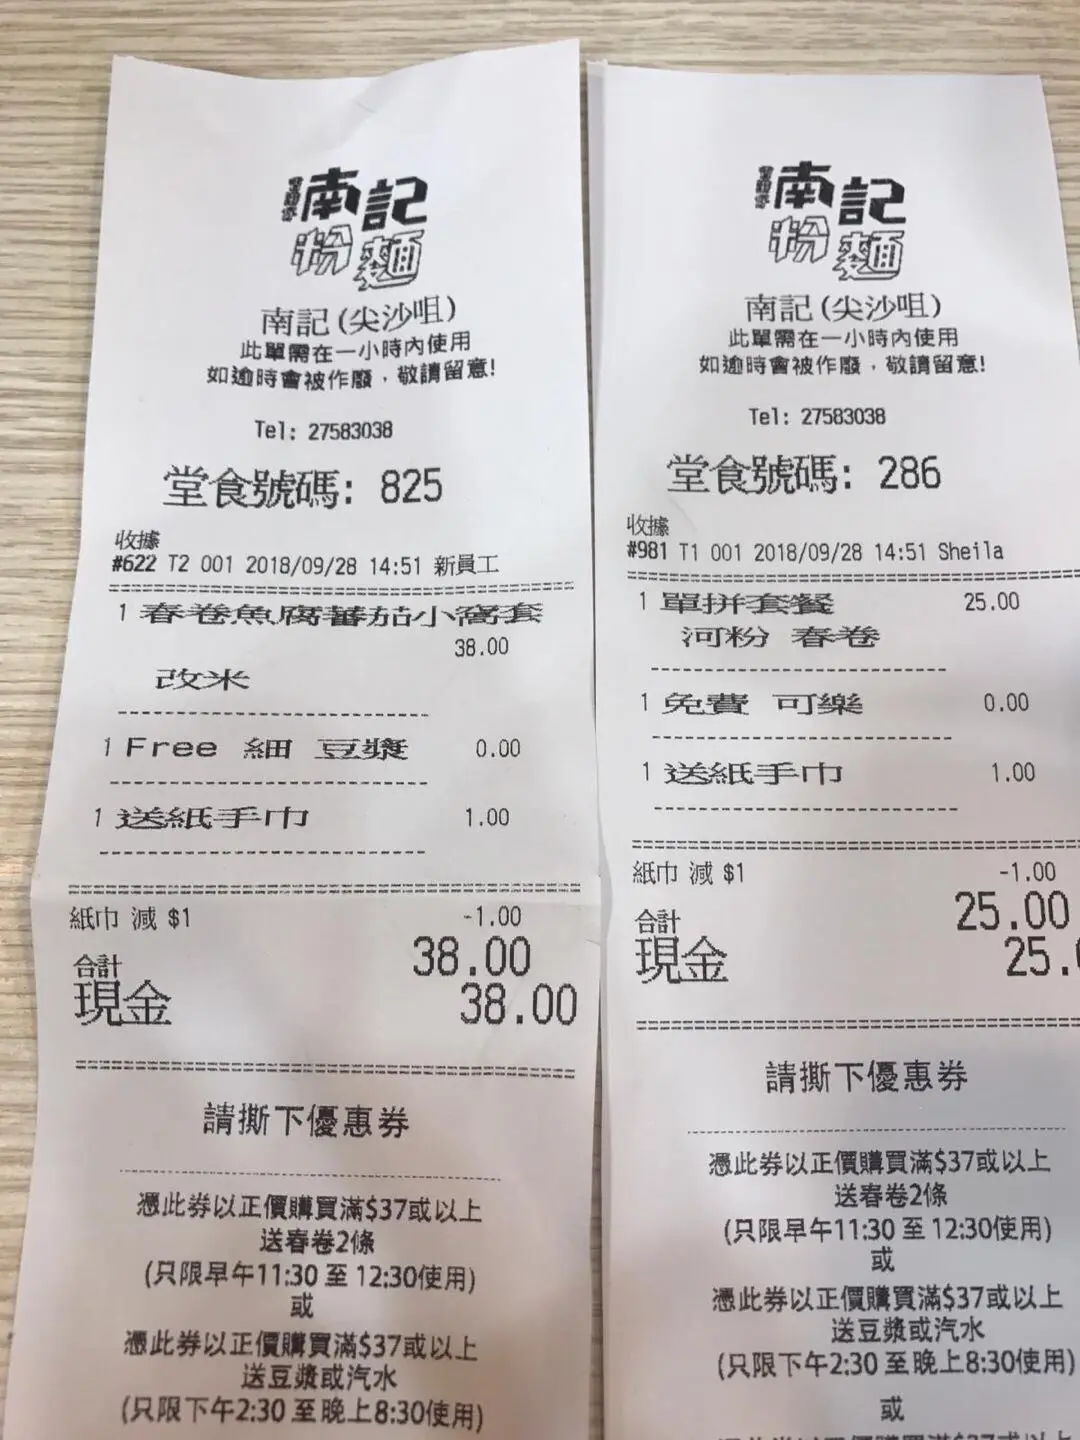 南記
粉麵
南記(尖沙咀)
此單需在一小時內使用
如逾時會被作廢，敬請留意!
Tel: 27583038
堂食號碼: 825
收據
#622 T2 001 2018/09/28 14:51 新員工
1 春卷魚腐蕃茄小窩套
38.00
改米
1 Free 細 豆漿 0.00
1 送紙手巾 1.00
紙巾 減 $1 -1.00
合計 38.00
現金 38.00
請撕下優惠券
憑此券以正價購買滿$37或以上
送春卷2條
(只限早午11:30 至 12:30使用)
或
憑此券以正價購買滿$37或以上
送豆漿或汽水
(只限下午2:30 至晚上8:30使用)
南記
粉麵
南記(尖沙咀)
此單需在一小時內使用
如逾時會被作廢，敬請留意!
Tel: 27583038
堂食號碼: 286
收據
#981 T1 001 2018/09/28 14:51 Sheila
1 單拼套餐 25.00
河粉 春卷
1 免費 可樂 0.00
1 送紙手巾 1.00
紙巾 減 $1 -1.00
合計 25.00
現金 25.
請撕下優惠券
憑此券以正價購買滿$37或以上
送春卷2條
(只限早午11:30 至 12:30使用)
或
憑此券以正價購買滿$37或以上
送豆漿或汽水
(只限下午2:30 至晚上8:30使用)
或